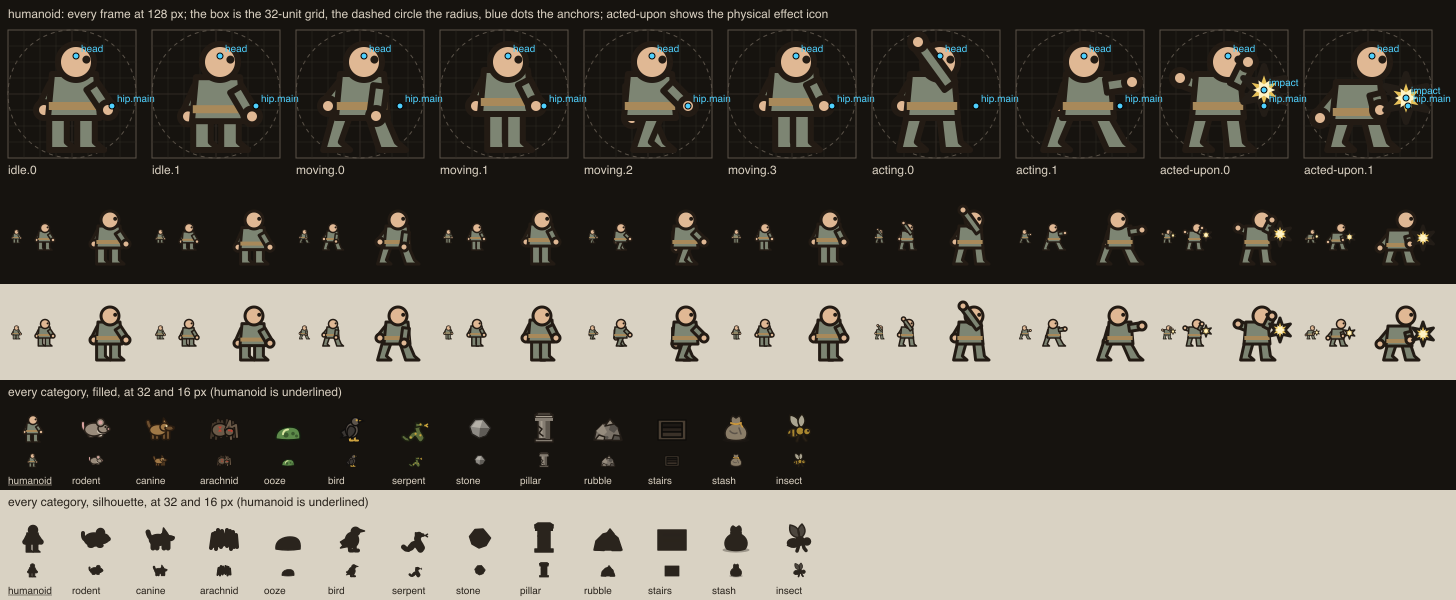 humanoid: every frame at 128 px; the box is the 32-unit grid, the dashed circle the radius, blue dots the anchors; acted-upon shows the physical effect icon
head head head head head head head head head head
hip.main hip.main hip.main hip.main hip.main hip.main hip.main hip.main impact hip.main impact hip.main
idle.0 idle.1 moving.0 moving.1 moving.2 moving.3 acting.0 acting.1 acted-upon.0 acted-upon.1
every category, filled, at 32 and 16 px (humanoid is underlined)
humanoid rodent canine arachnid ooze bird serpent stone pillar rubble stairs stash insect
every category, silhouette, at 32 and 16 px (humanoid is underlined)
humanoid rodent canine arachnid ooze bird serpent stone pillar rubble stairs stash insect